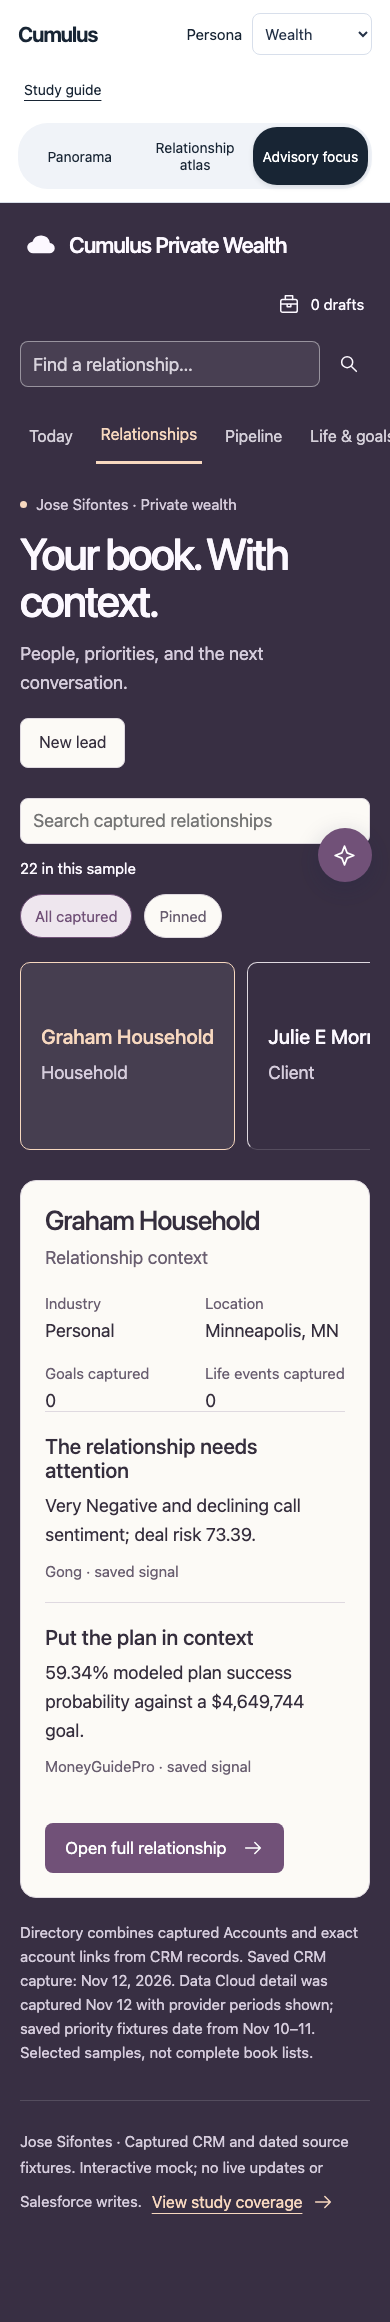 Cumulus
Persona
Wealth
Study guide
Panorama
Relationship
atlas
Advisory focus
Cumulus Private Wealth
0 drafts
Find a relationship...
Today
Relationships
Pipeline
Life & goals
Jose Sifontes · Private wealth
Your book. With
context.
People, priorities, and the next
conversation.
New lead
Search captured relationships
22 in this sample
All captured
Pinned
Graham Household
Household
Julie E
Client
Graham Household
Relationship context
Industry
Location
Personal
Minneapolis, MN
Goals captured
Life events captured
0
0
The relationship needs
attention
Very Negative and declining call
sentiment; deal risk 73.39.
Gong · saved signal
Put the plan in context
59.34% modeled plan success
probability against a $4,649,744
goal.
MoneyGuidePro · saved signal
Open full relationship
Directory combines captured Accounts and exact
account links from CRM records. Saved CRM
capture: Nov 12, 2026. Data Cloud detail was
captured Nov 12 with provider periods shown;
saved priority fixtures date from Nov 10–11.
Selected samples, not complete book lists.
Jose Sifontes · Captured CRM and dated source
fixtures. Interactive mock; no live updates or
Salesforce writes. View study coverage